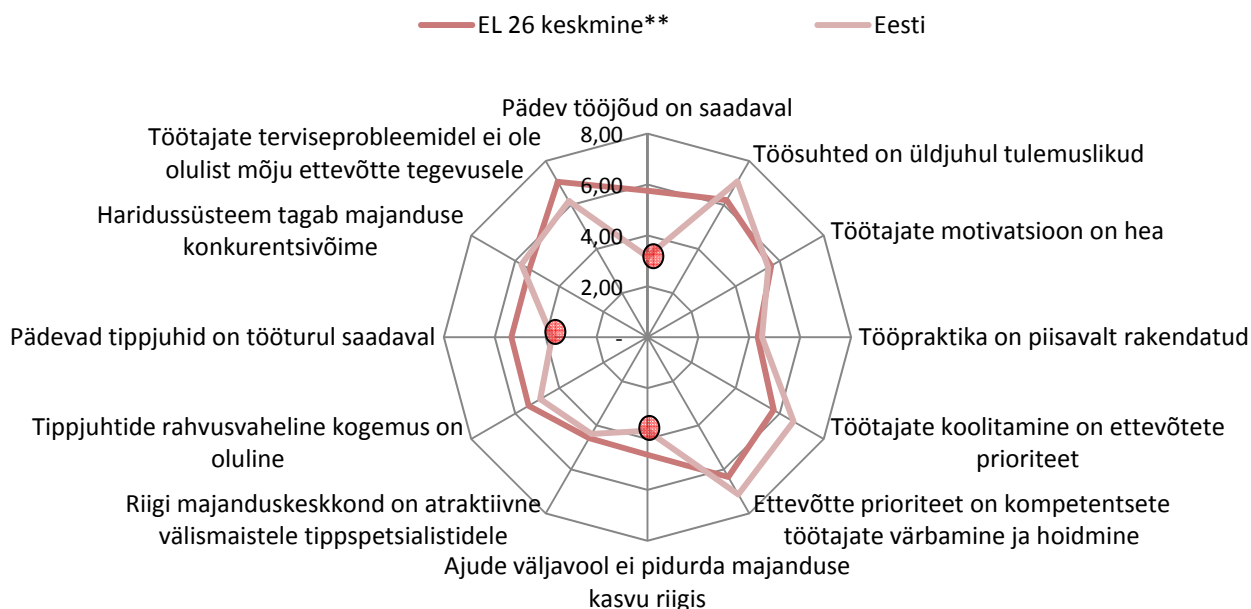 EL 26 keskmine**
Eesti
Pädev tööjõud on saadaval
Töösuhted on üldjuhul tulemuslikud
Töötajate motivatsioon on hea
Tööpraktika on piisavalt rakendatud
Töötajate koolitamine on ettevõtete
prioriteet
Ettevõtte prioriteet on kompetentsete
töötajate värbamine ja hoidmine
Ajude väljavool ei pidurda majanduse
kasvu riigis
Riigi majanduskeskkond on atraktiivne
välismaistele tippspetsialistidele
Tippjuhtide rahvusvaheline kogemus on
oluline
Pädevad tippjuhid on tööturul saadaval
Haridussüsteem tagab majanduse
konkurentsivõime
Töötajate terviseprobleemidel ei ole
olulist mõju ettevõtte tegevusele
8,00
6,00
4,00
2,00
-